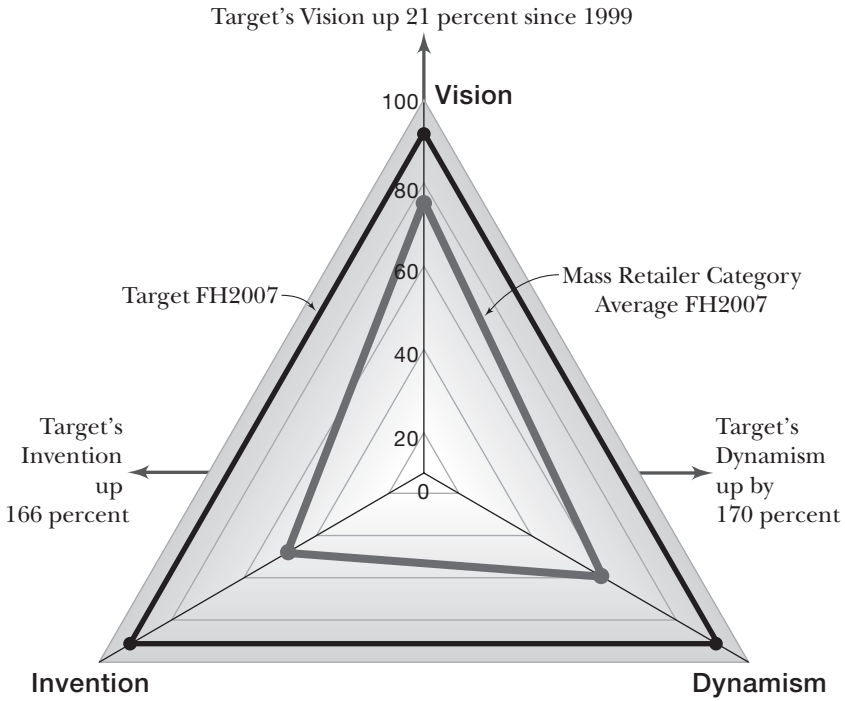 Target’s Vision up 21 percent since 1999
Vision
100
80
60
40
20
0
Target FH2007
Mass Retailer Category
Average FH2007
Target’s
Invention
up
166 percent
Target’s
Dynamism
up by
170 percent
Invention
Dynamism